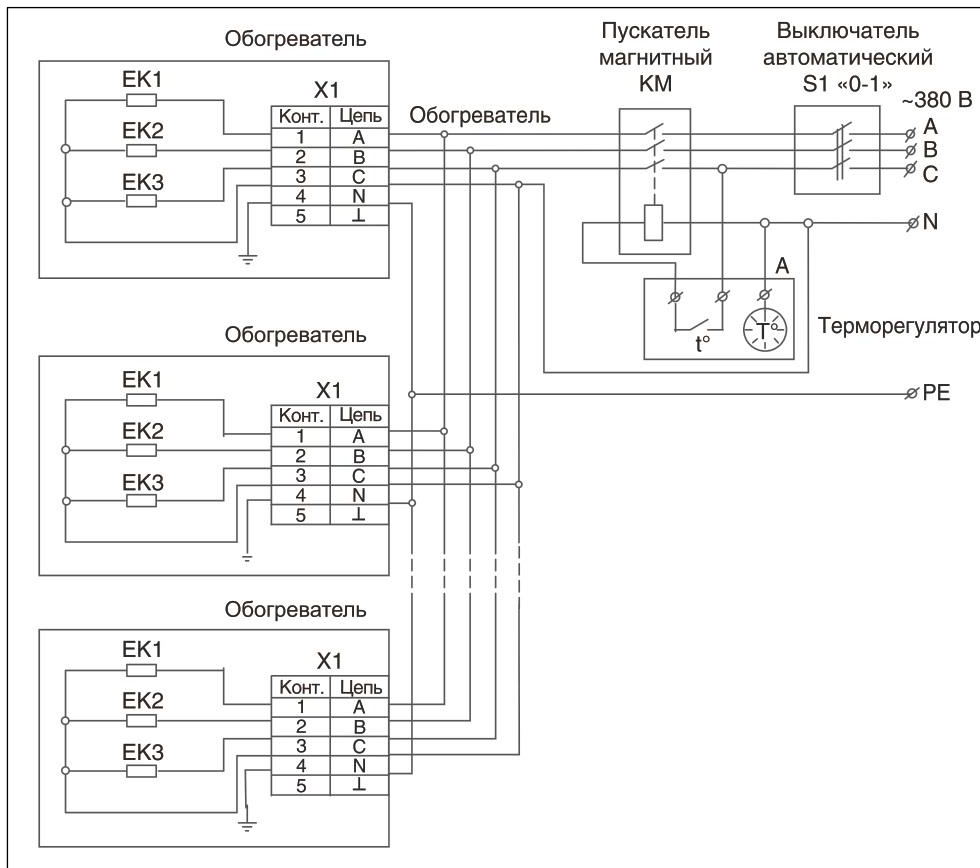 Обогреватель
EK1
EK2
EK3
X1
Конт. Цепь
1 A
2 B
3 C
4 N
5 ⊥
Обогреватель
Пускатель
магнитный
КМ
Выключатель
автоматический
S1 «0-1»
~380 В
A
B
C
N
A
t°
T°
Терморегулятор
PE
Обогреватель
EK1
EK2
EK3
X1
Конт. Цепь
1 A
2 B
3 C
4 N
5 ⊥
Обогреватель
EK1
EK2
EK3
X1
Конт. Цепь
1 A
2 B
3 C
4 N
5 ⊥